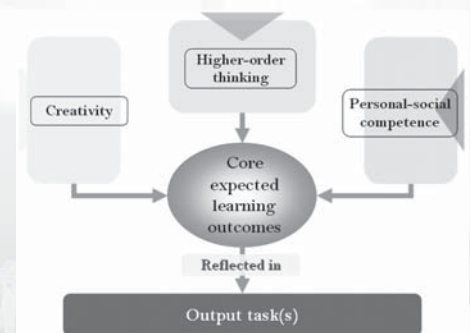 Higher-order
thinking
Creativity
Personal-social
competence
Core
expected
learning
outcomes
Reflected in
Output task(s)